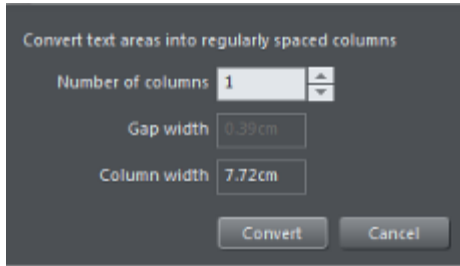 Convert text areas into regularly spaced columns
Number of columns 1
Gap width 0.39cm
Column width 7.72cm
Convert Cancel